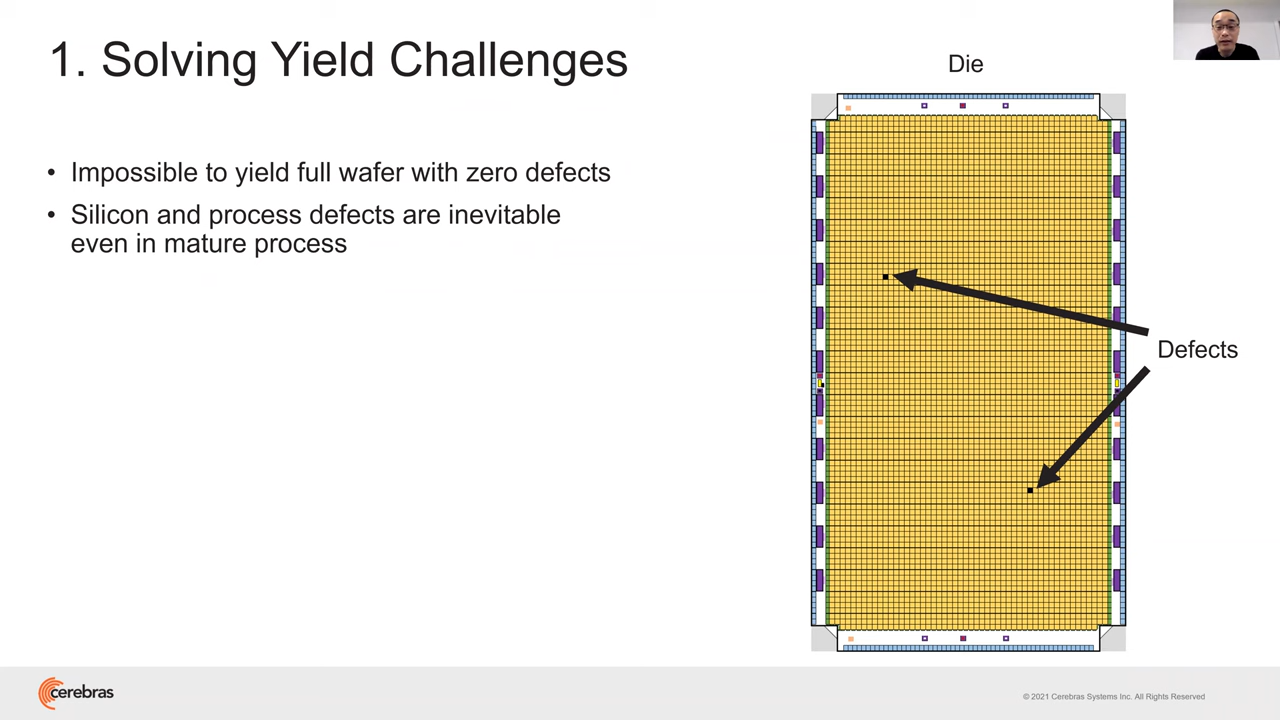 1. Solving Yield Challenges
Die
• Impossible to yield full wafer with zero defects
• Silicon and process defects are inevitable
even in mature process
Defects
cerebras
© 2021 Cerebras Systems Inc. All Rights Reserved